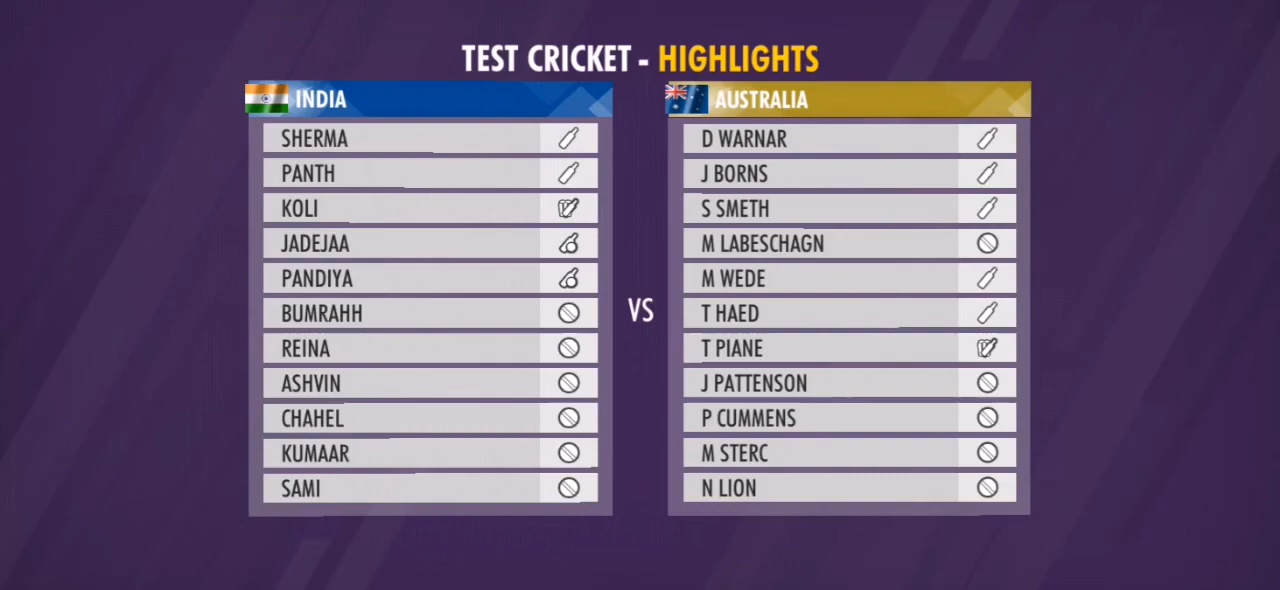 TEST CRICKET - HIGHLIGHTS
INDIA
SHERMA
PANTH
KOLI
JADEJAA
PANDIYA
BUMRAHH
REINA
ASHVIN
CHAHEL
KUMAAR
SAMI
VS
AUSTRALIA
D WARNAR
J BORNS
S SMETH
M LABESCHAGN
M WEDE
T HAED
T PIANE
J PATTENSON
P CUMMENS
M STERC
N LION